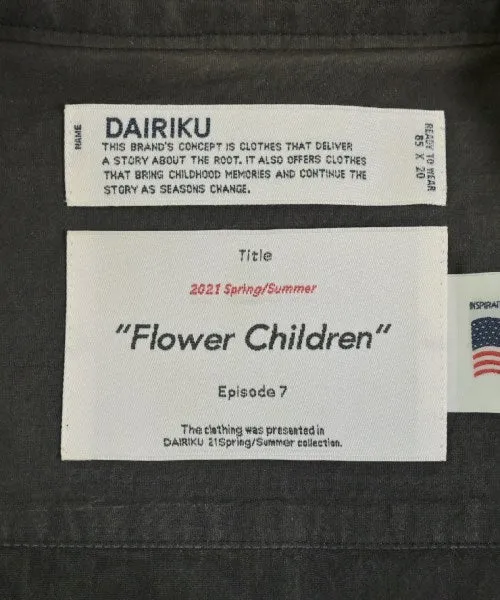 NAME
DAIRIKU
THIS BRAND'S CONCEPT IS CLOTHES THAT DELIVER
A STORY ABOUT THE ROOT. IT ALSO OFFERS CLOTHES
THAT BRING CHILDHOOD MEMORIES AND CONTINUE THE
STORY AS SEASONS CHANGE.
READY TO WEAR
85 X 20
Title
2021 Spring/Summer
"Flower Children"
Episode 7
The clothing was presented in
DAIRIKU 21Spring/Summer collection.